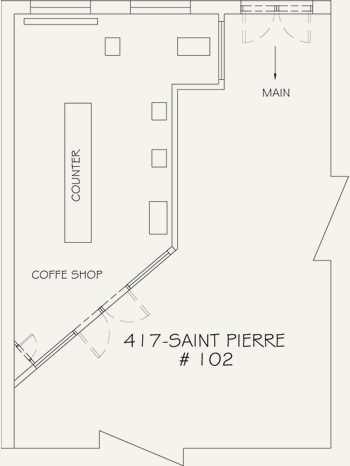 MAIN
COUNTER
COFFE SHOP
417-SAINT PIERRE
# 102